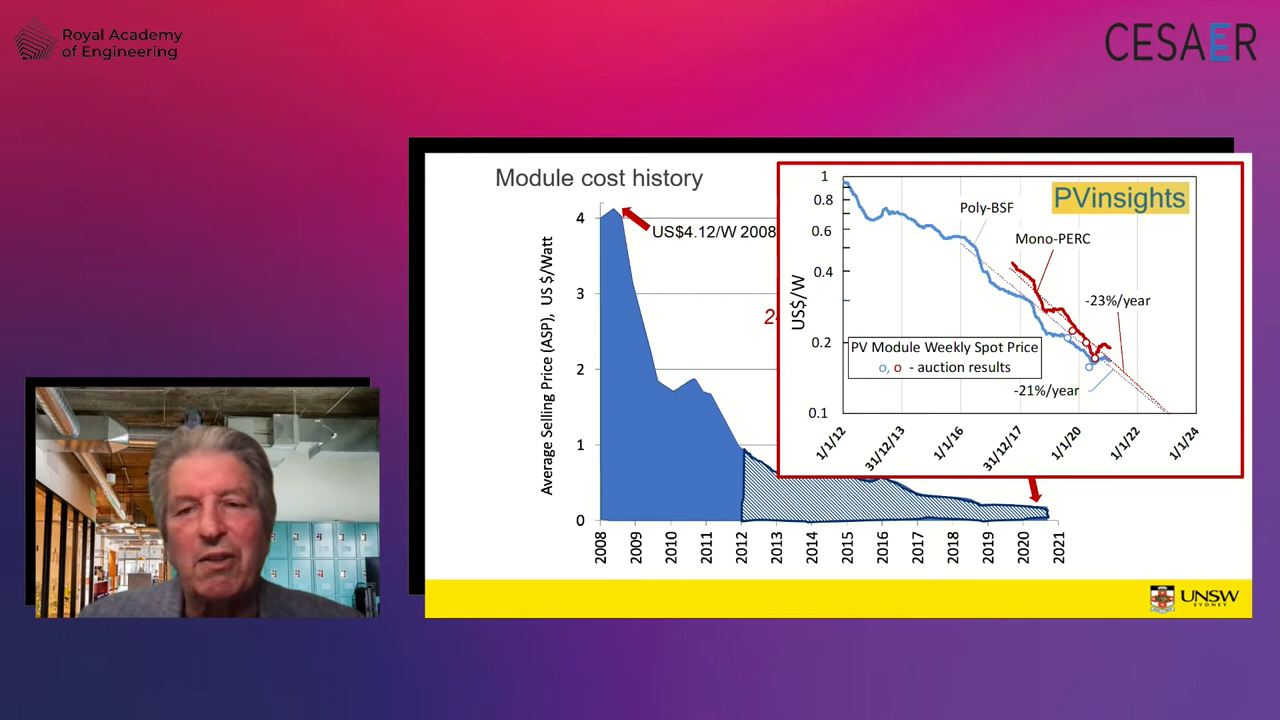 Royal Academy
of Engineering
CESAER
Module cost history
4
3
2
1
0
Average Selling Price (ASP), US $/Watt
US$4.12/W 2008
2
2008
2009
2010
2011
2012
2013
2014
2015
2016
2017
2018
2019
2020
2021
PVinsights
1
0.8
0.6
0.4
0.2
0.1
US$/W
Poly-BSF
Mono-PERC
-23%/year
PV Module Weekly Spot Price
o, o - auction results
-21%/year
1/1/12
31/12/13
1/1/16
31/12/17
1/1/20
1/1/22
1/1/24
UNSW
SYDNEY